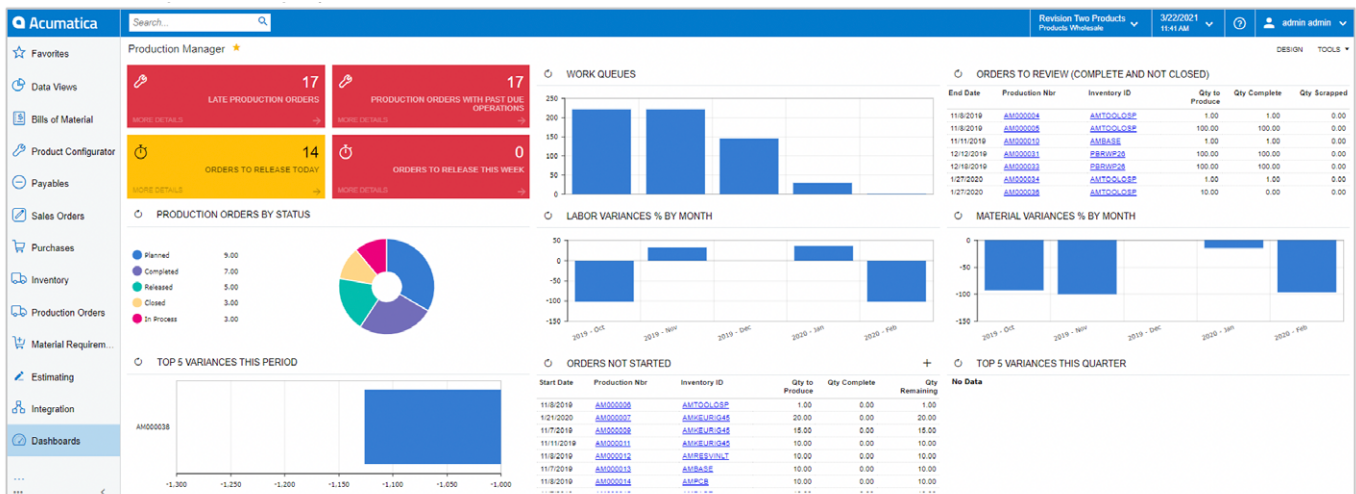 Acumatica
Search...
Revision Two Products
Products Wholesale
3/22/2021
11:41 AM
admin admin
Favorites
Data Views
Bills of Material
Product Configurator
Payables
Sales Orders
Purchases
Inventory
Production Orders
Material Requirem...
Estimating
Integration
Dashboards
...
Production Manager
DESIGN TOOLS
17
LATE PRODUCTION ORDERS
MORE DETAILS
17
PRODUCTION ORDERS WITH PAST DUE
OPERATIONS
MORE DETAILS
14
ORDERS TO RELEASE TODAY
MORE DETAILS
0
ORDERS TO RELEASE THIS WEEK
MORE DETAILS
WORK QUEUES
250
200
150
100
50
ORDERS TO REVIEW (COMPLETE AND NOT CLOSED)
End Date Production Nbr Inventory ID Qty to Produce Qty Complete Qty Scrapped
11/8/2019 AM000004 AMTOOLOSP 1.00 1.00 0.00
11/8/2019 AM000005 AMTOOLOSP 100.00 100.00 0.00
11/11/2019 AM000010 AMBASE 1.00 1.00 0.00
12/12/2019 AM000031 PBRWP26 100.00 100.00 0.00
12/18/2019 AM000033 PBRWP26 100.00 100.00 0.00
1/27/2020 AM000034 AMTOOLOSP 1.00 1.00 0.00
1/27/2020 AM000036 AMTOOLOSP 10.00 0.00 0.00
PRODUCTION ORDERS BY STATUS
Planned 9.00
Completed 7.00
Released 5.00
Closed 3.00
In Process 3.00
LABOR VARIANCES % BY MONTH
50
0
-50
-100
-150
2019 - Oct 2019 - Nov 2019 - Dec 2020 - Jan 2020 - Feb
MATERIAL VARIANCES % BY MONTH
0
-50
-100
-150
2019 - Oct 2019 - Nov 2019 - Dec 2020 - Jan 2020 - Feb
TOP 5 VARIANCES THIS PERIOD
AM000038
-1,300 -1,250 -1,200 -1,150 -1,100 -1,050 -1,000
ORDERS NOT STARTED
Start Date Production Nbr Inventory ID Qty to Produce Qty Complete Qty Remaining
11/8/2019 AM000006 AMTOOLOSP 1.00 0.00 1.00
1/21/2020 AM000007 AMKEURIG45 20.00 0.00 20.00
11/7/2019 AM000009 AMKEURIG45 15.00 0.00 15.00
11/11/2019 AM000011 AMKEURIG45 10.00 0.00 10.00
11/8/2019 AM000012 AMRESVINLT 10.00 0.00 10.00
11/7/2019 AM000013 AMBASE 10.00 0.00 10.00
11/8/2019 AM000014 AMPCB 10.00 0.00 10.00
TOP 5 VARIANCES THIS QUARTER
No Data